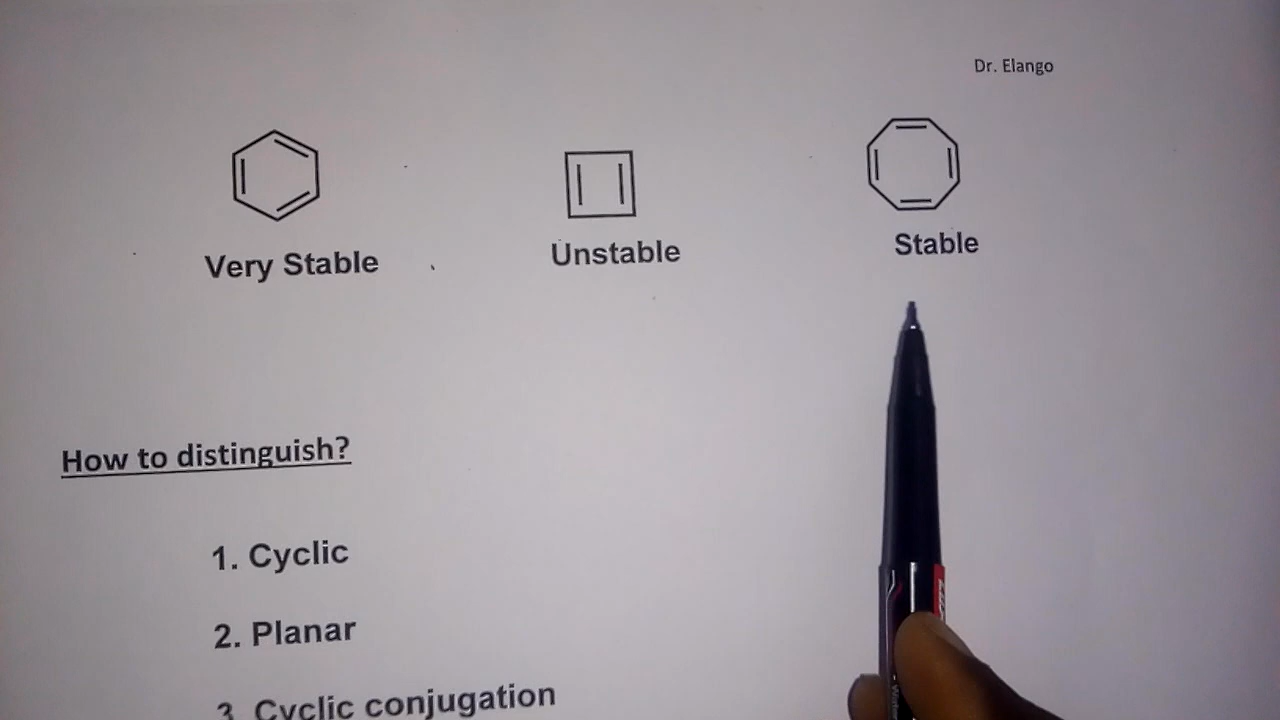 Dr. Elango
Very Stable
Unstable
Stable
How to distinguish?
1. Cyclic
2. Planar
3. Cyclic conjugation